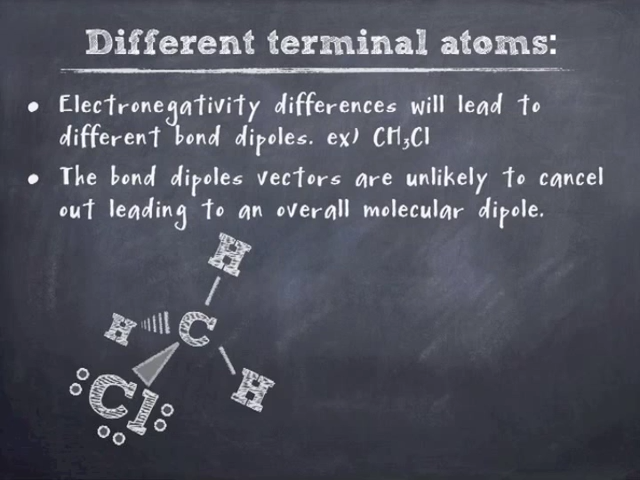 Different terminal atoms:
• Electronegativity differences will lead to
different bond dipoles. ex) CH₃Cl
• The bond dipoles vectors are unlikely to cancel
out leading to an overall molecular dipole.
H
H C
H
Cl